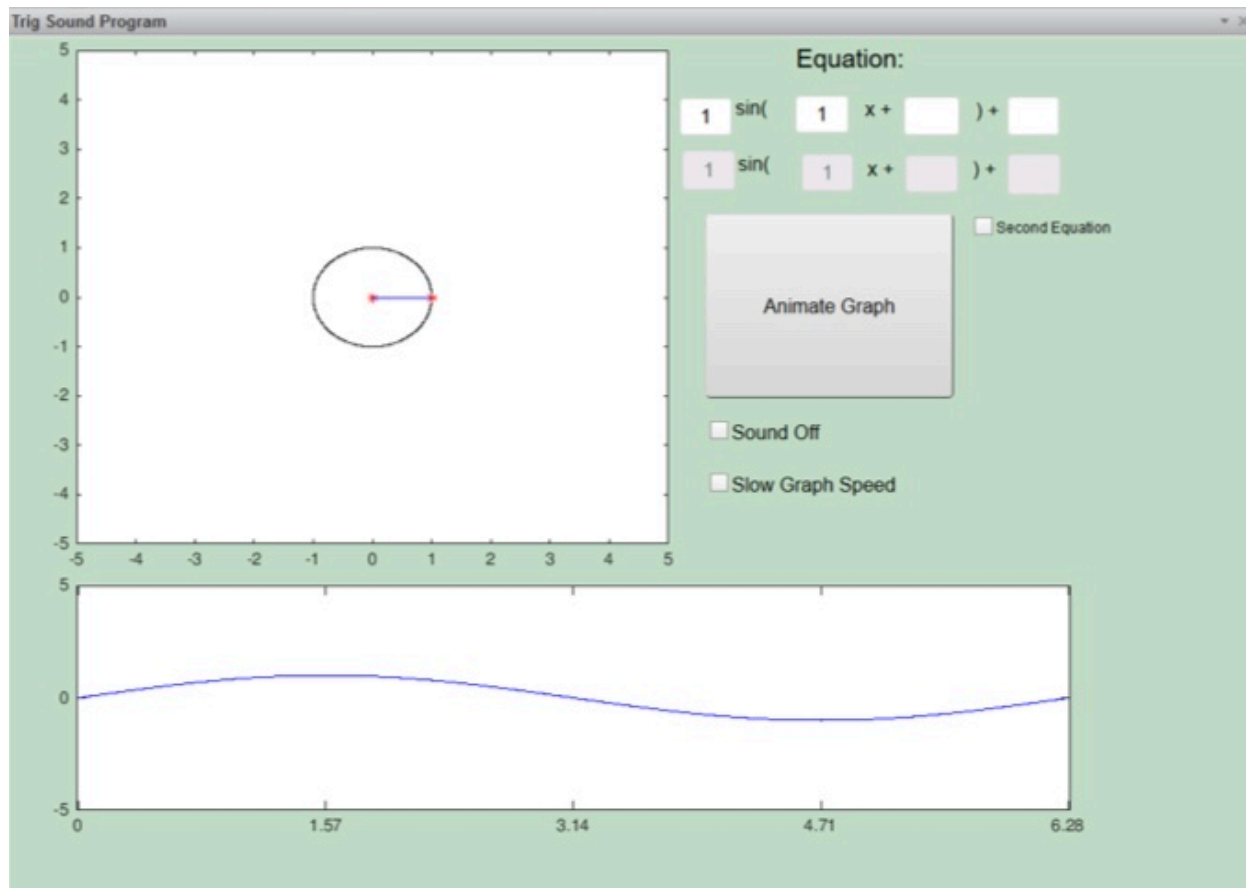 Trig Sound Program
Equation:
1 sin( 1 x + ) +
1 sin( 1 x + ) +
Second Equation
Animate Graph
Sound Off
Slow Graph Speed
5
4
3
2
1
0
-1
-2
-3
-4
-5
-5 -4 -3 -2 -1 0 1 2 3 4 5
5
0
-5
0 1.57 3.14 4.71 6.28